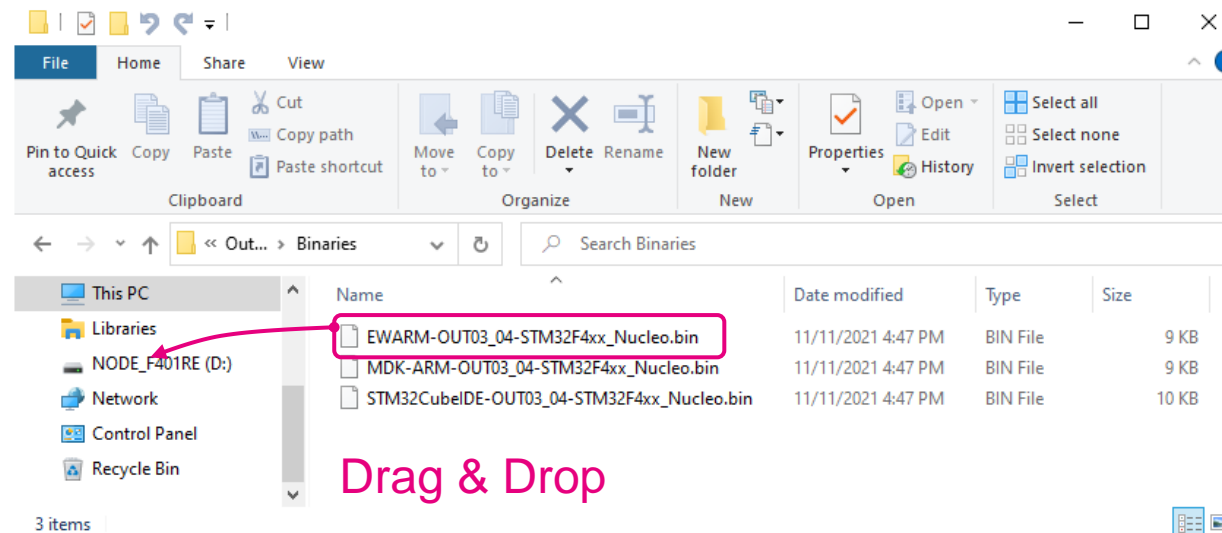 File Home Share View
Pin to Quick access
Copy
Paste
Cut
Copy path
Paste shortcut
Clipboard
Move to
Copy to
Delete
Rename
Organize
New folder
New
Properties
Open
Edit
History
Open
Select all
Select none
Invert selection
Select
« Out... › Binaries
Search Binaries
This PC
Libraries
NODE_F401RE (D:)
Network
Control Panel
Recycle Bin
Name Date modified Type Size
EWARM-OUT03_04-STM32F4xx_Nucleo.bin 11/11/2021 4:47 PM BIN File 9 KB
MDK-ARM-OUT03_04-STM32F4xx_Nucleo.bin 11/11/2021 4:47 PM BIN File 9 KB
STM32CubeIDE-OUT03_04-STM32F4xx_Nucleo.bin 11/11/2021 4:47 PM BIN File 10 KB
Drag & Drop
3 items